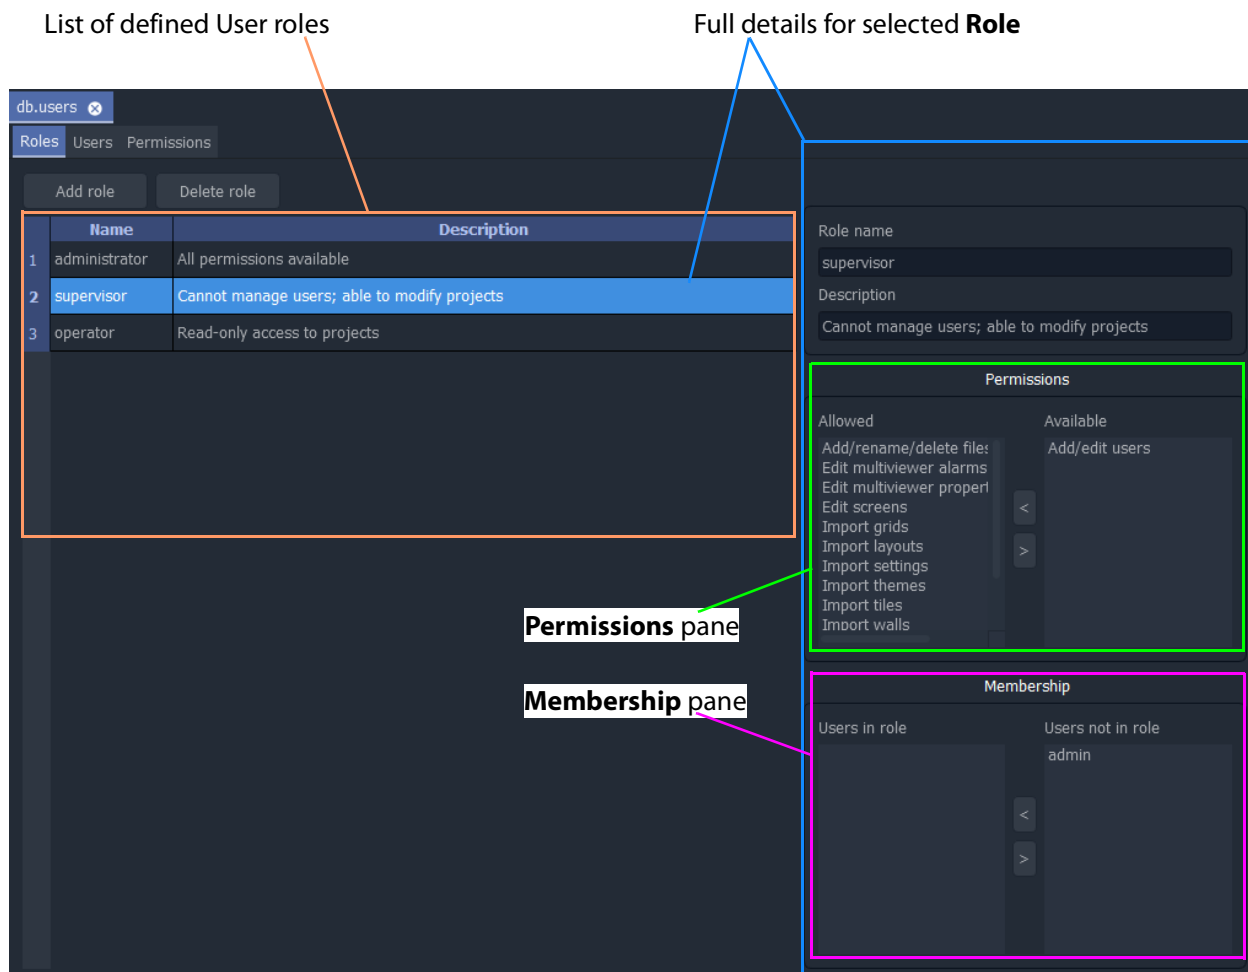 List of defined User roles
Full details for selected Role
db.users
Roles Users Permissions
Add role Delete role
Name Description
1 administrator All permissions available
2 supervisor Cannot manage users; able to modify projects
3 operator Read-only access to projects
Role name
supervisor
Description
Cannot manage users; able to modify projects
Permissions
Allowed Available
Add/rename/delete files
Edit multiviewer alarms
Edit multiviewer propert
Edit screens
Import grids
Import layouts
Import settings
Import themes
Import tiles
Import walls
Add/edit users
<
>
Permissions pane
Membership pane
Membership
Users in role Users not in role
admin
<
>